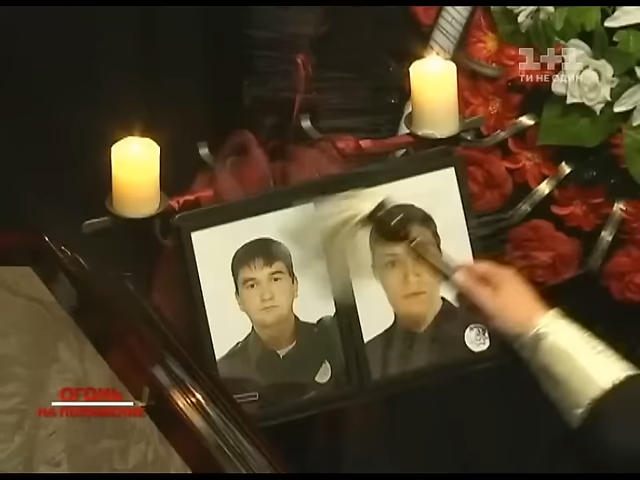 1+1
ТИ НЕ ОДИН
ОГОНЬ
НА ПОРАЖЕНИЕ